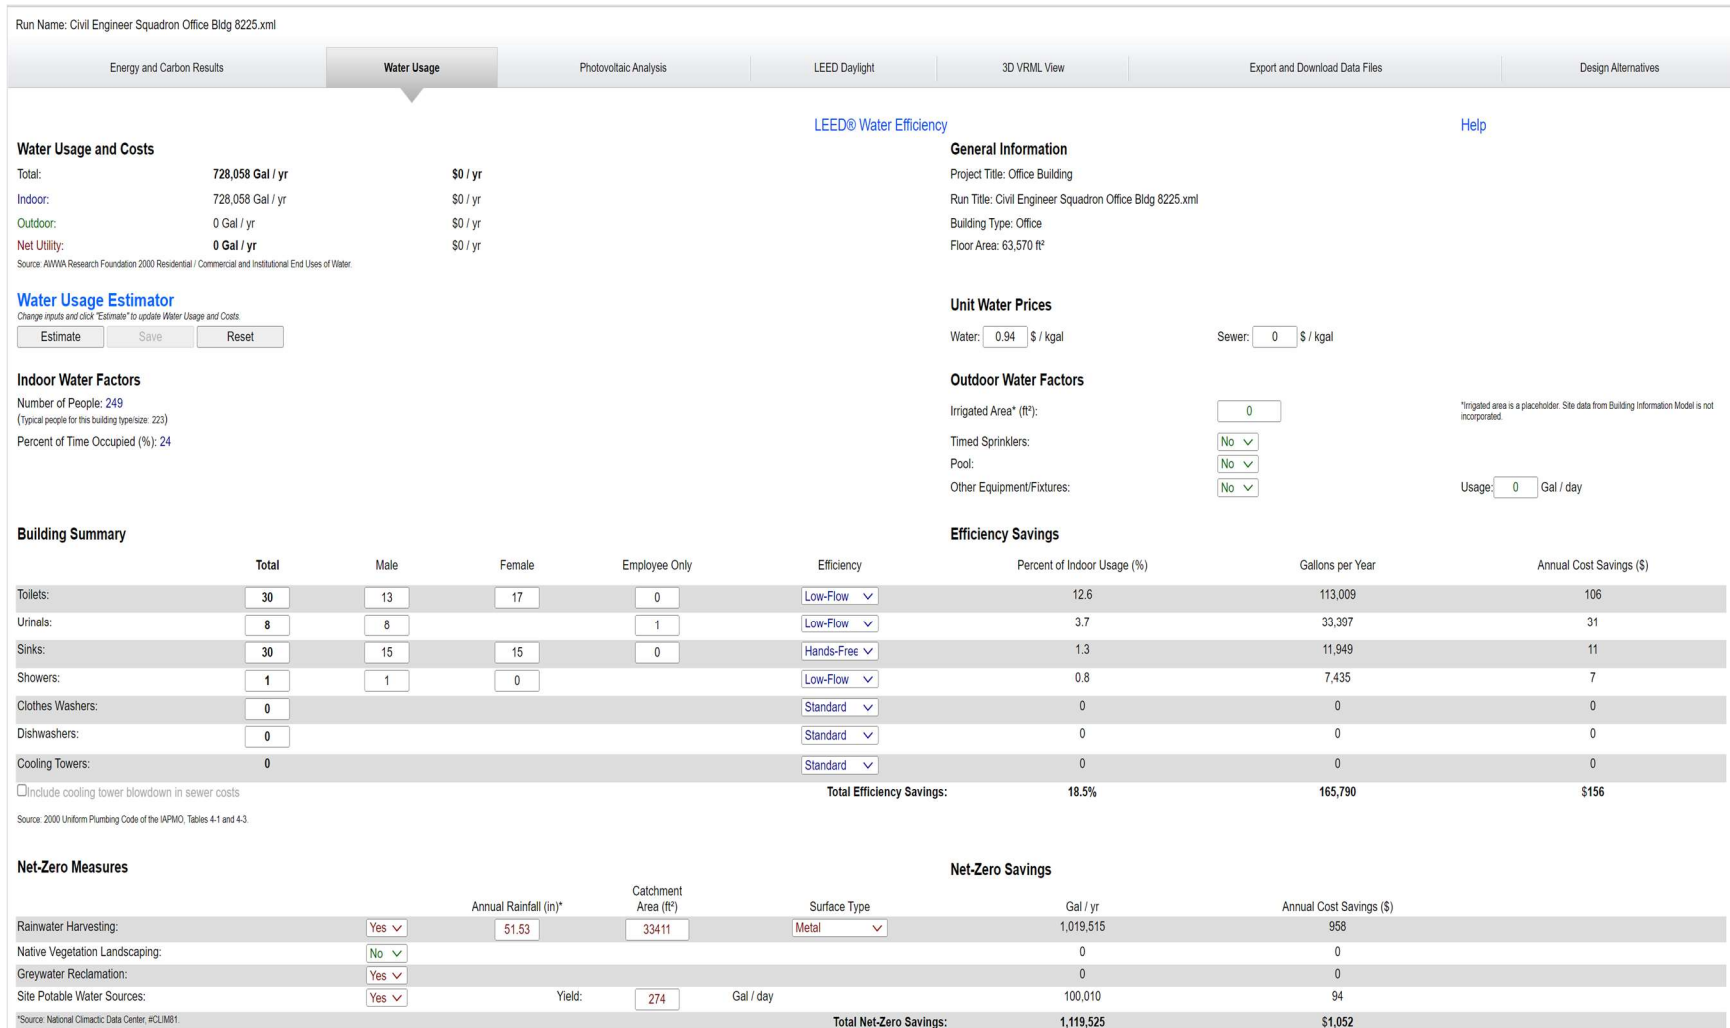 Run Name: Civil Engineer Squadron Office Bldg 8225.xml
Energy and Carbon Results Water Usage Photovoltaic Analysis LEED Daylight 3D VRML View Export and Download Data Files Design Alternatives
LEED® Water Efficiency Help
Water Usage and Costs
Total: 728,058 Gal / yr $0 / yr
Indoor: 728,058 Gal / yr $0 / yr
Outdoor: 0 Gal / yr $0 / yr
Net Utility: 0 Gal / yr $0 / yr
Source: AWWA Research Foundation 2000 Residential / Commercial and Institutional End Uses of Water.
General Information
Project Title: Office Building
Run Title: Civil Engineer Squadron Office Bldg 8225.xml
Building Type: Office
Floor Area: 63,570 ft²
Water Usage Estimator
Change inputs and click "Estimate" to update Water Usage and Costs.
Estimate Save Reset
Unit Water Prices
Water: 0.94 $ / kgal Sewer: 0 $ / kgal
Indoor Water Factors
Number of People: 249
(Typical people for this building type/size: 223)
Percent of Time Occupied (%): 24
Outdoor Water Factors
Irrigated Area* (ft²): 0
*Irrigated area is a placeholder. Site data from Building Information Model is not
incorporated.
Timed Sprinklers: No
Pool: No
Other Equipment/Fixtures: No Usage: 0 Gal / day
Building Summary
Efficiency Savings
Total Male Female Employee Only Efficiency Percent of Indoor Usage (%) Gallons per Year Annual Cost Savings ($)
Toilets: 30 13 17 0 Low-Flow 12.6 113,009 106
Urinals: 8 8 1 Low-Flow 3.7 33,397 31
Sinks: 30 15 15 0 Hands-Free 1.3 11,949 11
Showers: 1 1 0 Low-Flow 0.8 7,435 7
Clothes Washers: 0 Standard 0 0 0
Dishwashers: 0 Standard 0 0 0
Cooling Towers: 0 Standard 0 0 0
Include cooling tower blowdown in sewer costs Total Efficiency Savings: 18.5% 165,790 $156
Source: 2000 Uniform Plumbing Code of the IAPMO, Tables 4-1 and 4-3.
Net-Zero Measures
Net-Zero Savings
Annual Rainfall (in)* Catchment
Area (ft²) Surface Type Gal / yr Annual Cost Savings ($)
Rainwater Harvesting: Yes 51.53 33411 Metal 1,019,515 958
Native Vegetation Landscaping: No 0 0
Greywater Reclamation: Yes 0 0
Site Potable Water Sources: Yes Yield: 274 Gal / day 100,010 94
*Source: National Climactic Data Center, #CLIM81. Total Net-Zero Savings: 1,119,525 $1,052